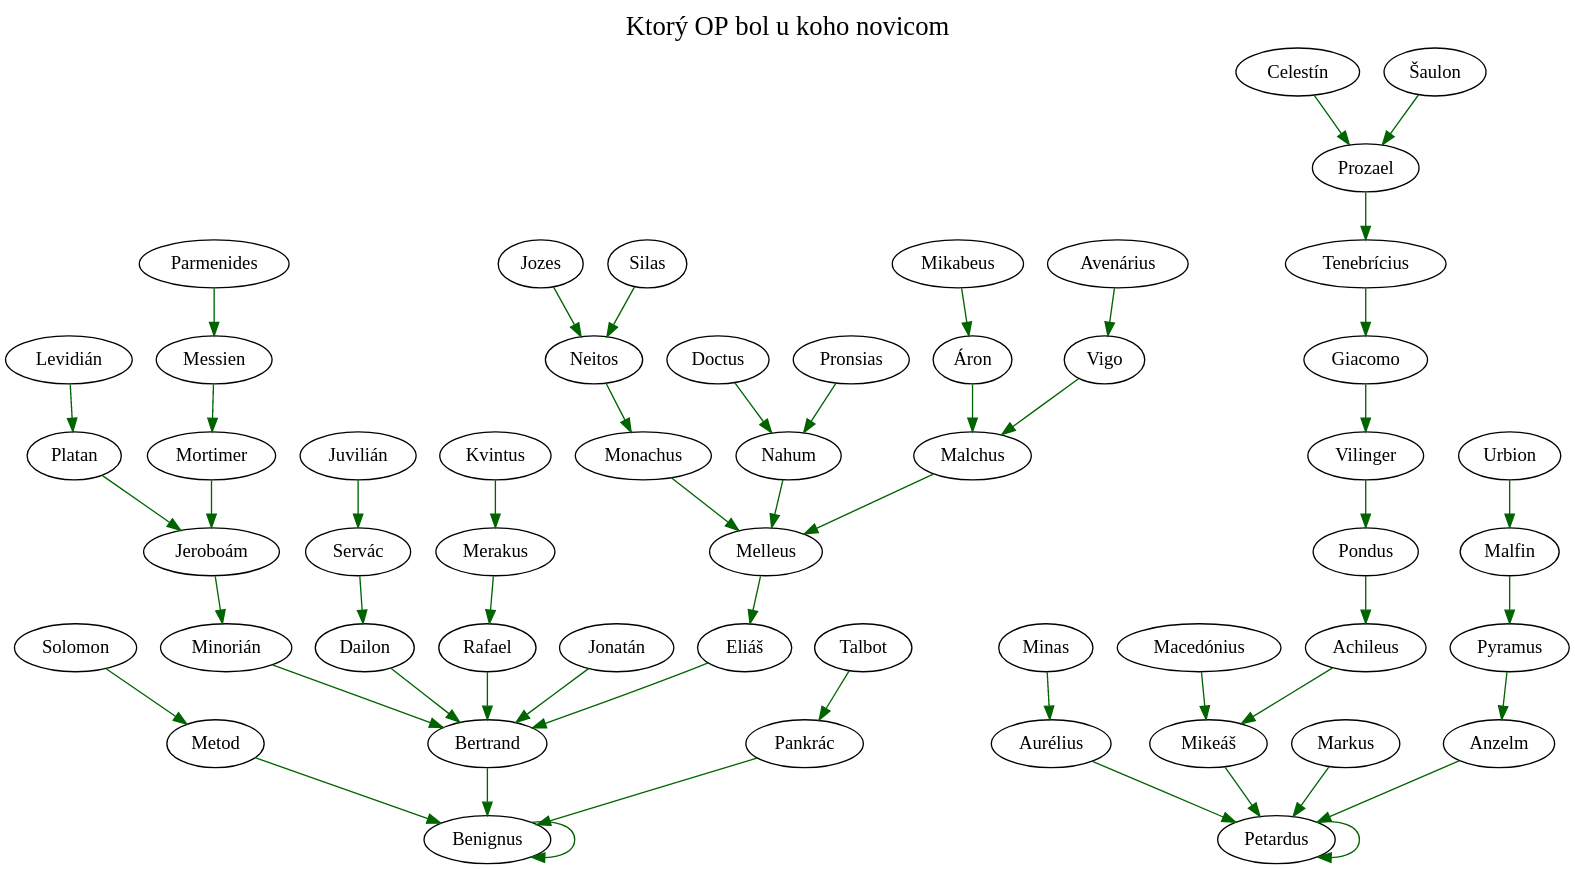 Ktorý OP bol u koho novicom
Celestín Šaulon
Prozael
Parmenides Jozes Silas Mikabeus Avenárius Tenebrícius
Levidián Messien Neitos Doctus Pronsias Áron Vigo Giacomo
Platan Mortimer Juvilián Kvintus Monachus Nahum Malchus Vilinger Urbion
Jeroboám Servác Merakus Melleus Pondus Malfin
Solomon Minorián Dailon Rafael Jonatán Eliáš Talbot Minas Macedónius Achileus Pyramus
Metod Bertrand Pankrác Aurélius Mikeáš Markus Anzelm
Benignus Petardus